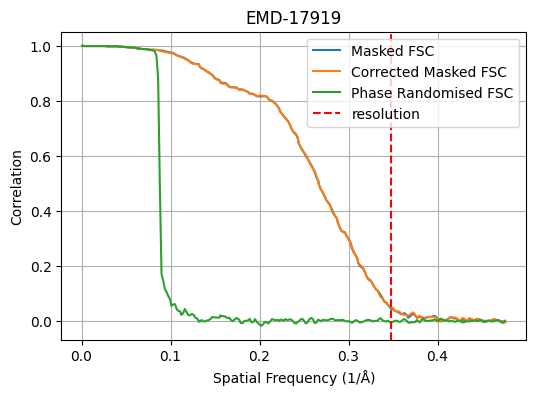 EMD-17919
Masked FSC
Corrected Masked FSC
Phase Randomised FSC
resolution
Correlation
1.0
0.8
0.6
0.4
0.2
0.0
0.0 0.1 0.2 0.3 0.4
Spatial Frequency (1/Å)